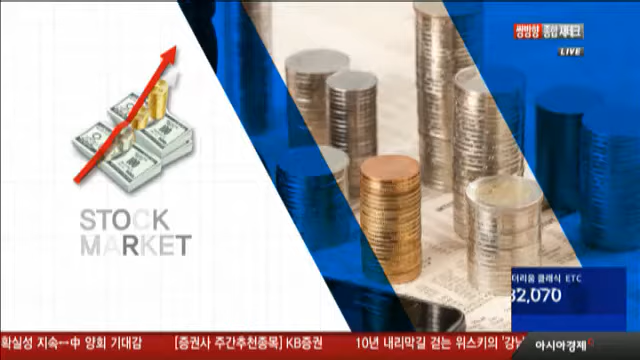 쌍방향 종합 재테크
LIVE
STOCK
MARKET
더리움 클래식 ETC
32,070
확실성 지속…中 양회 기대감 [증권사 주간추천종목] KB증권 10년 내리막길 걷는 위스키의 '강남
아시아경제